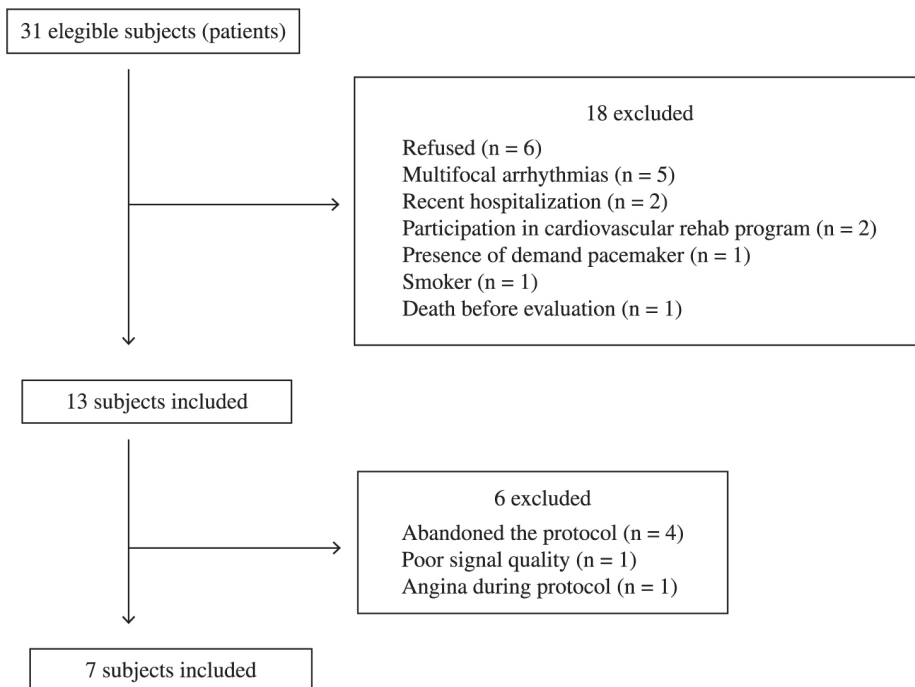 31 elegible subjects (patients)
18 excluded
Refused (n = 6)
Multifocal arrhythmias (n = 5)
Recent hospitalization (n = 2)
Participation in cardiovascular rehab program (n = 2)
Presence of demand pacemaker (n = 1)
Smoker (n = 1)
Death before evaluation (n = 1)
13 subjects included
6 excluded
Abandoned the protocol (n = 4)
Poor signal quality (n = 1)
Angina during protocol (n = 1)
7 subjects included